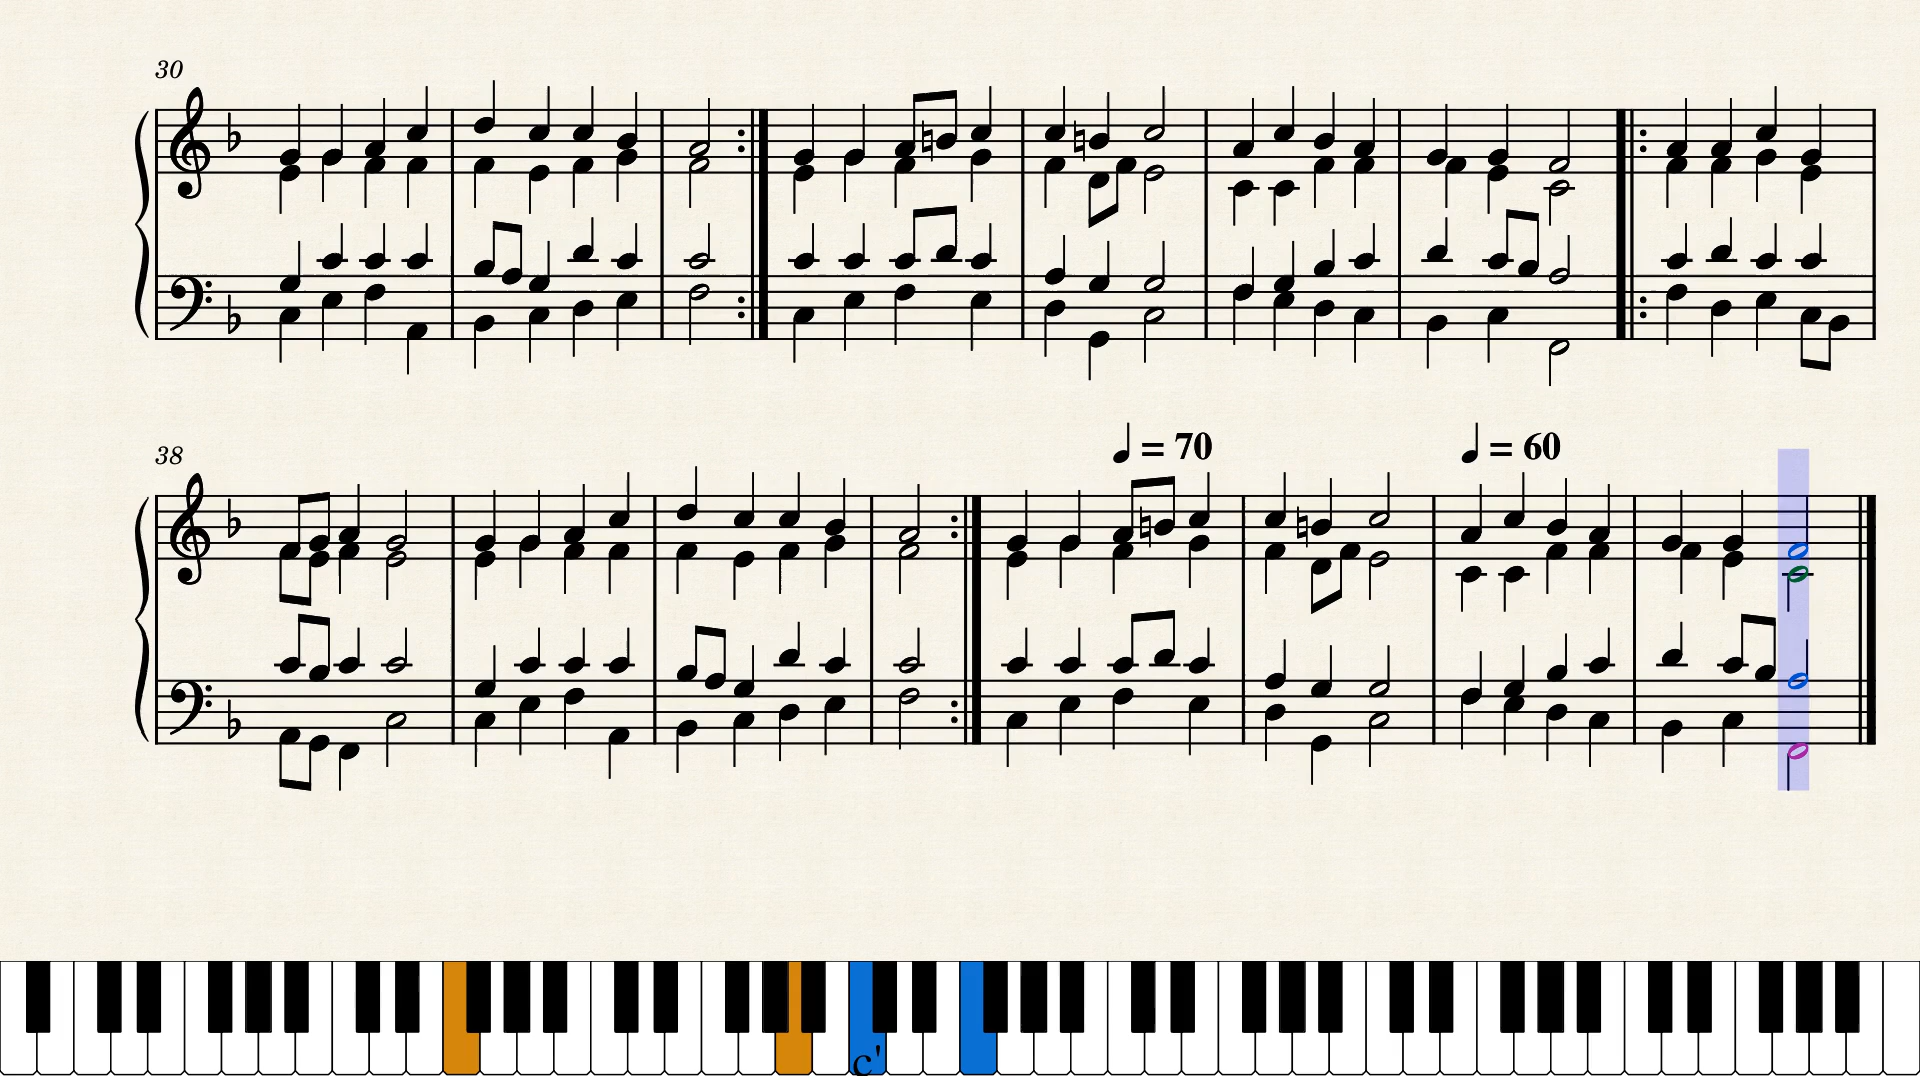 30
38
♩ = 70
♩ = 60
c'